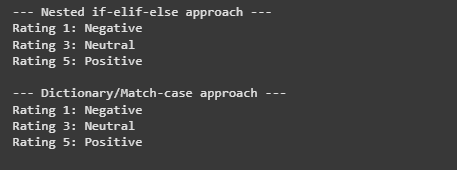 --- Nested if-elif-else approach ---
Rating 1: Negative
Rating 3: Neutral
Rating 5: Positive
--- Dictionary/Match-case approach ---
Rating 1: Negative
Rating 3: Neutral
Rating 5: Positive